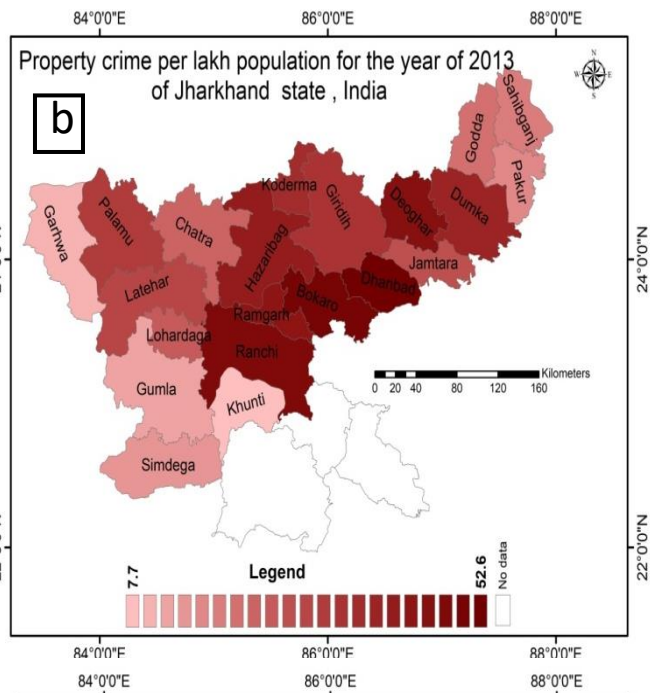 84°0'0"E 86°0'0"E 88°0'0"E
Property crime per lakh population for the year of 2013
of Jharkhand state , India
N
W E
S
b
Sahibganj
Godda
Pakur
Koderma
Giridih
Deoghar
Dumka
Garhwa
Palamu
Chatra
Hazaribag
Jamtara
24°0'0"N
Latehar
Dhanbad
Bokaro
Ramgarh
Lohardaga
Ranchi
Kilometers
0 20 40 80 120 160
Gumla
Khunti
Simdega
22°0'0"N
Legend
7.7
52.6
No data
84°0'0"E 86°0'0"E 88°0'0"E
84°0'0"E 86°0'0"E 88°0'0"E